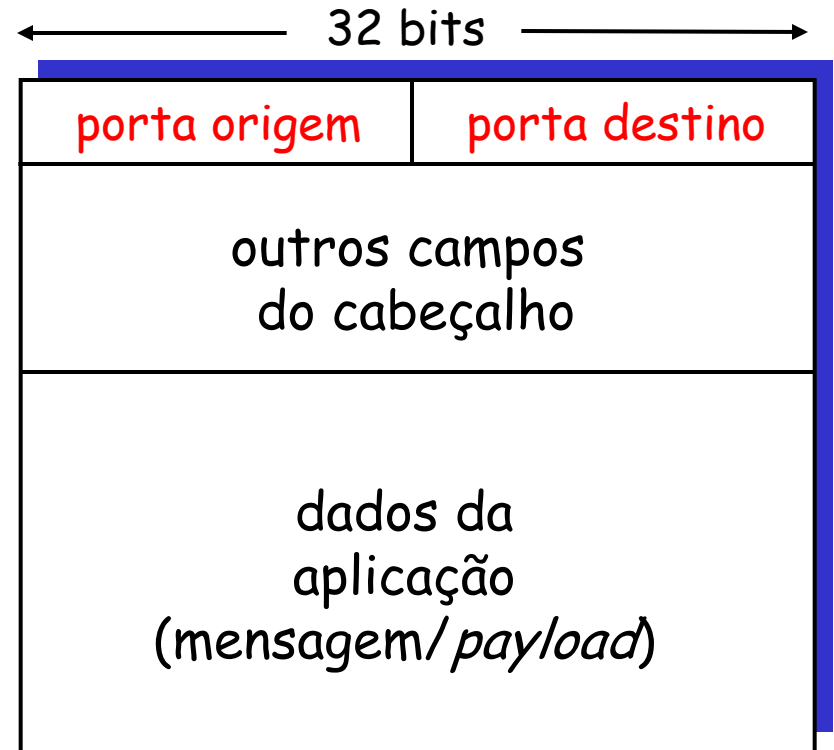 32 bits
porta origem
porta destino
outros campos
do cabeçalho
dados da
aplicação
(mensagem/payload)